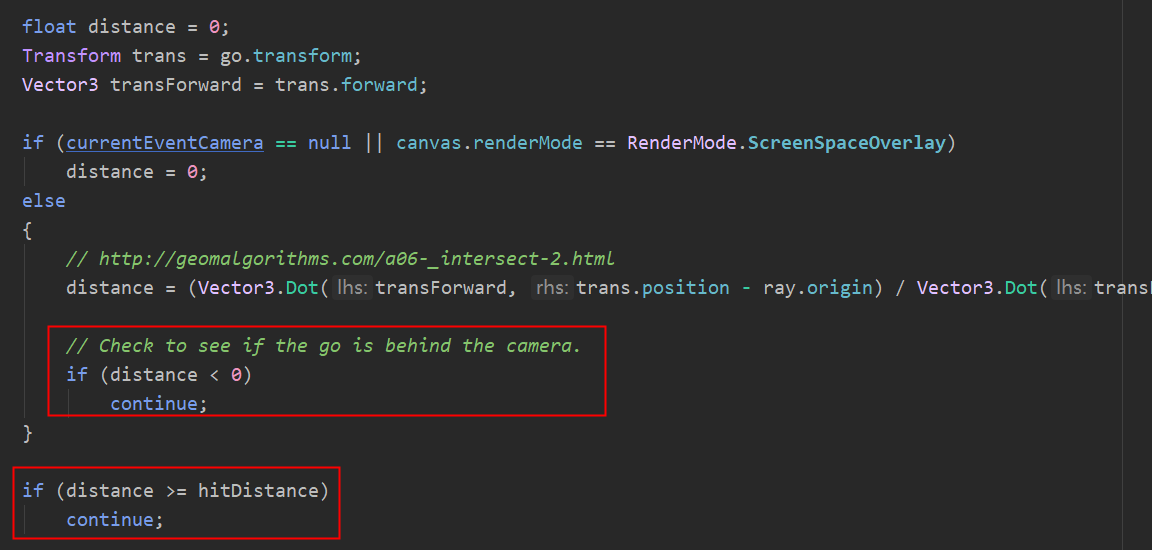 float distance = 0;
Transform trans = go.transform;
Vector3 transForward = trans.forward;
if (currentEventCamera == null || canvas.renderMode == RenderMode.ScreenSpaceOverlay)
distance = 0;
else
{
// http://geomalgorithms.com/a06-_intersect-2.html
distance = (Vector3.Dot( lhs: transForward, rhs: trans.position - ray.origin) / Vector3.Dot( lhs:
// Check to see if the go is behind the camera.
if (distance < 0)
continue;
}
if (distance >= hitDistance)
continue;